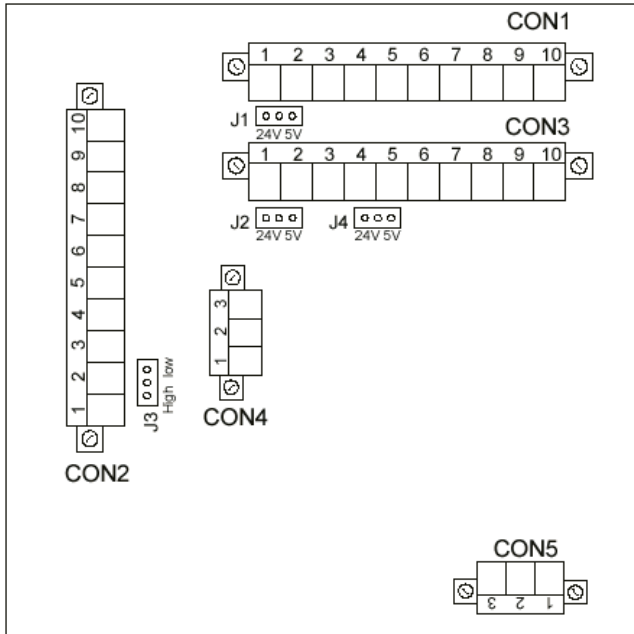 CON1
1 2 3 4 5 6 7 8 9 10
J1
24V 5V
CON3
1 2 3 4 5 6 7 8 9 10
J2
24V 5V
J4
24V 5V
10
9
8
7
6
5
4
3
2
1
J3
High low
CON2
3
2
1
CON4
CON5
3 2 1